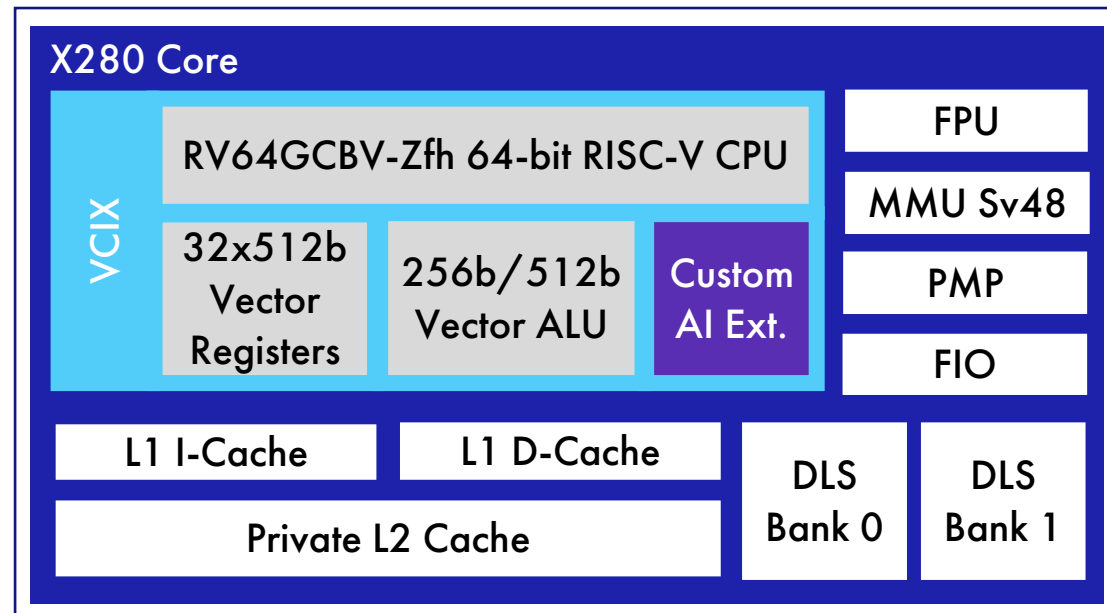 X280 Core
VCIX
RV64GCBV-Zfh 64-bit RISC-V CPU
32x512b
Vector
Registers
256b/512b
Vector ALU
Custom
AI Ext.
FPU
MMU Sv48
PMP
FIO
L1 I-Cache
L1 D-Cache
Private L2 Cache
DLS
Bank 0
DLS
Bank 1